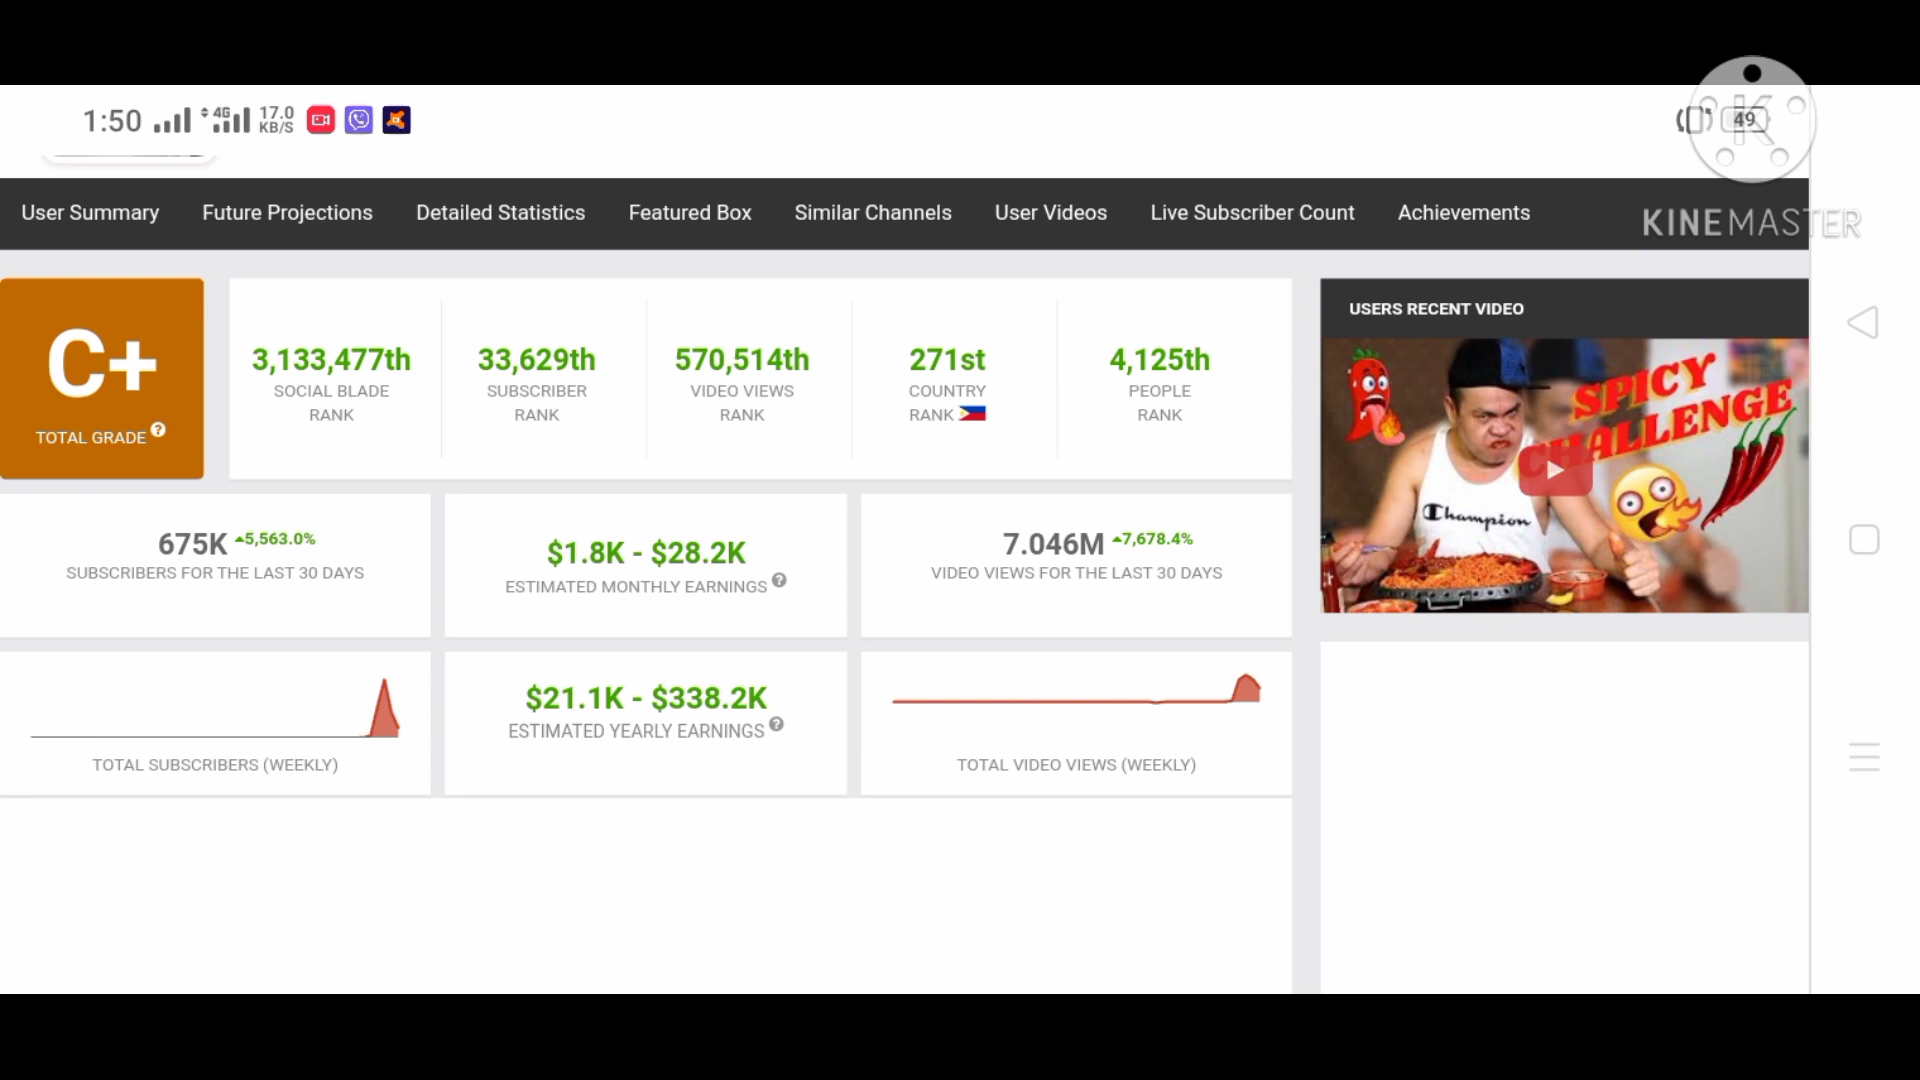 1:50 4G 17.0 KB/S 49
K
User Summary Future Projections Detailed Statistics Featured Box Similar Channels User Videos Live Subscriber Count Achievements
KINEMASTER
C+
TOTAL GRADE ?
3,133,477th
SOCIAL BLADE
RANK
33,629th
SUBSCRIBER
RANK
570,514th
VIDEO VIEWS
RANK
271st
COUNTRY
RANK
4,125th
PEOPLE
RANK
USERS RECENT VIDEO
SPICY
CHALLENGE
Champion
675K 5,563.0%
SUBSCRIBERS FOR THE LAST 30 DAYS
$1.8K - $28.2K
ESTIMATED MONTHLY EARNINGS ?
7.046M 7,678.4%
VIDEO VIEWS FOR THE LAST 30 DAYS
TOTAL SUBSCRIBERS (WEEKLY)
$21.1K - $338.2K
ESTIMATED YEARLY EARNINGS ?
TOTAL VIDEO VIEWS (WEEKLY)